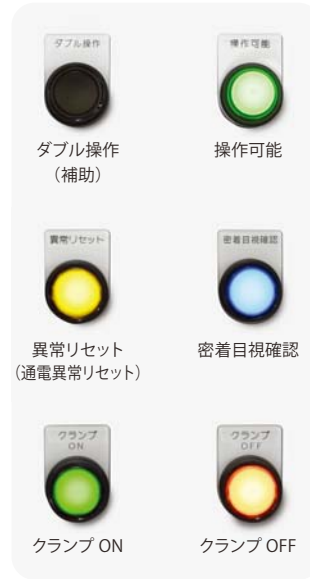 ダブル操作
操作可能
ダブル操作
(補助)
操作可能
異常リセット
密着目視確認
異常リセット
(通電異常リセット)
密着目視確認
クランプ
ON
クランプ
OFF
クランプ ON
クランプ OFF